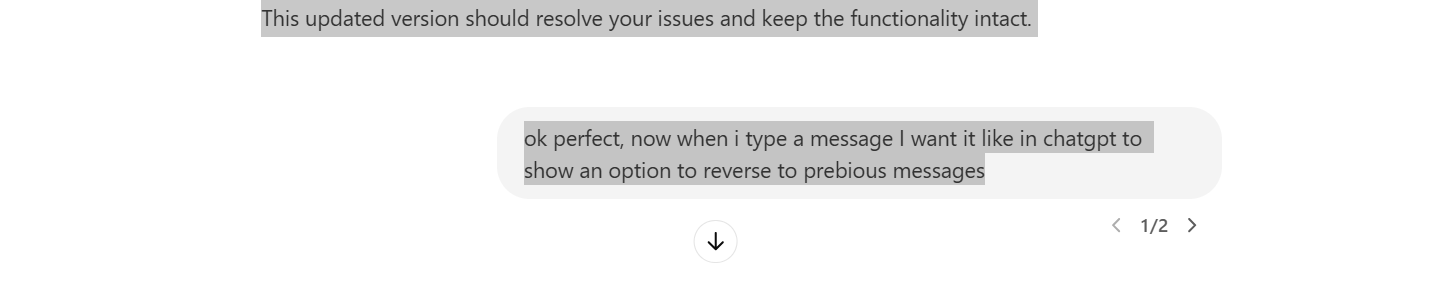 This updated version should resolve your issues and keep the functionality intact.
ok perfect, now when i type a message I want it like in chatgpt to
show an option to reverse to prebious messages
1/2